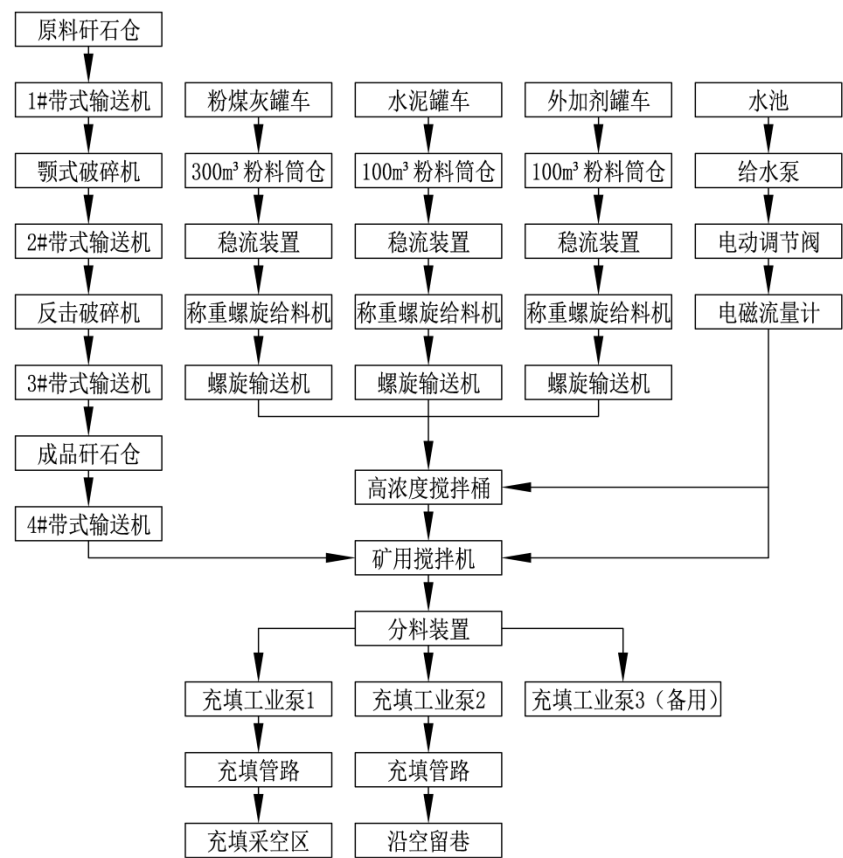 原料矸石仓
1#带式输送机
粉煤灰罐车
水泥罐车
外加剂罐车
水池
颚式破碎机
300m³粉料筒仓
100m³粉料筒仓
100m³粉料筒仓
给水泵
2#带式输送机
稳流装置
稳流装置
稳流装置
电动调节阀
反击破碎机
称重螺旋给料机
称重螺旋给料机
称重螺旋给料机
电磁流量计
3#带式输送机
螺旋输送机
螺旋输送机
螺旋输送机
成品矸石仓
高浓度搅拌桶
4#带式输送机
矿用搅拌机
分料装置
充填工业泵1
充填工业泵2
充填工业泵3（备用）
充填管路
充填管路
充填采空区
沿空留巷